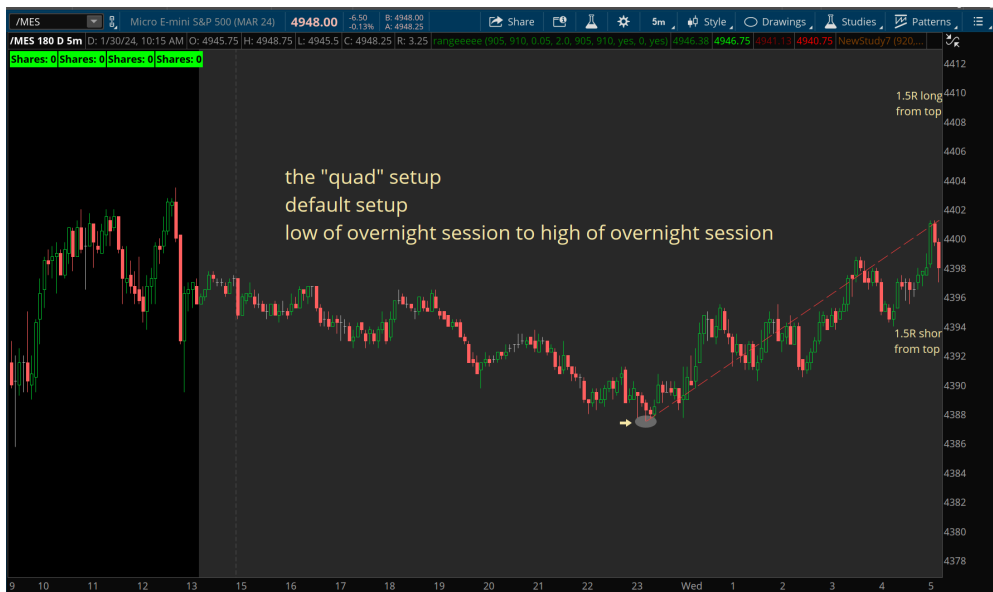 /MES Micro E-mini S&P 500 (MAR 24) 4948.00 -6.50 B: 4948.00
-0.13% A: 4948.25
Share 5m Style Drawings Studies Patterns
/MES 180 D 5m D: 1/30/24, 10:15 AM O: 4945.75 H: 4948.75 L: 4945.5 C: 4948.25 R: 3.25 rangeeeee (905, 910, 0.05, 2.0, 905, 910, yes, 0, yes) 4946.38 4946.75 4941.13 4940.75 NewStudy7 (920,...
Shares: 0 Shares: 0 Shares: 0 Shares: 0
4412
1.5R long
from top
4410
4408
4406
the "quad" setup
default setup
low of overnight session to high of overnight session
4404
4402
4400
4398
4396
4394
1.5R shor
from top
4392
4390
4388
4386
4384
4382
4380
4378
9 10 11 12 13 15 16 17 18 19 20 21 22 23 Wed 1 2 3 4 5